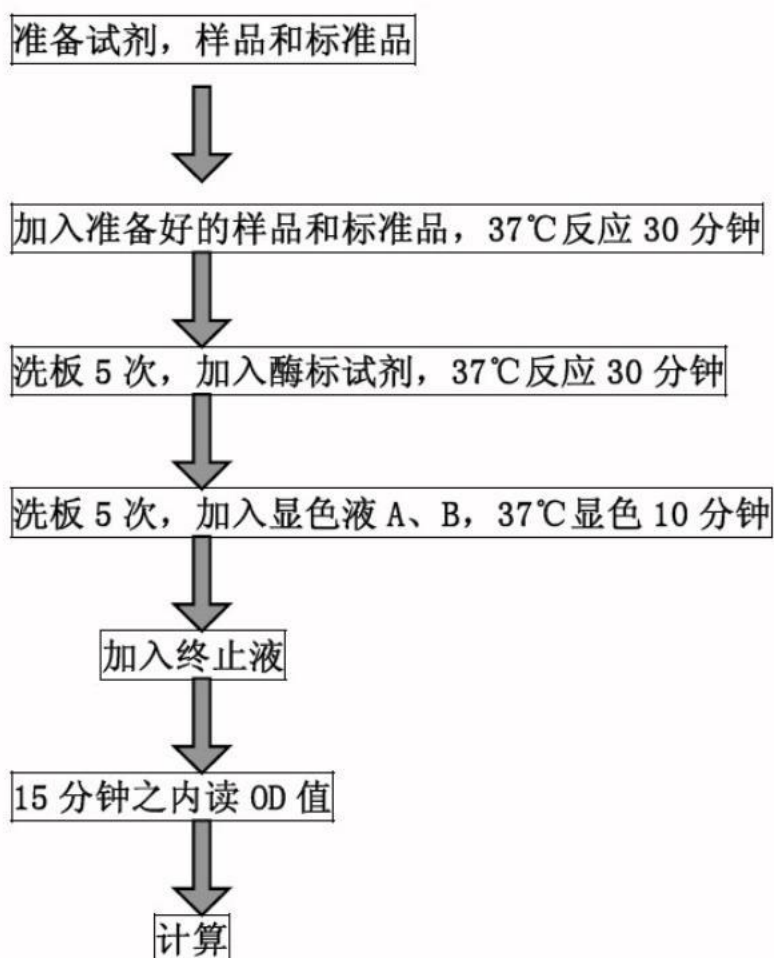 准备试剂，样品和标准品
加入准备好的样品和标准品，37℃反应 30 分钟
洗板 5 次，加入酶标试剂，37℃反应 30 分钟
洗板 5 次，加入显色液 A、B，37℃显色 10 分钟
加入终止液
15 分钟之内读 OD 值
计算